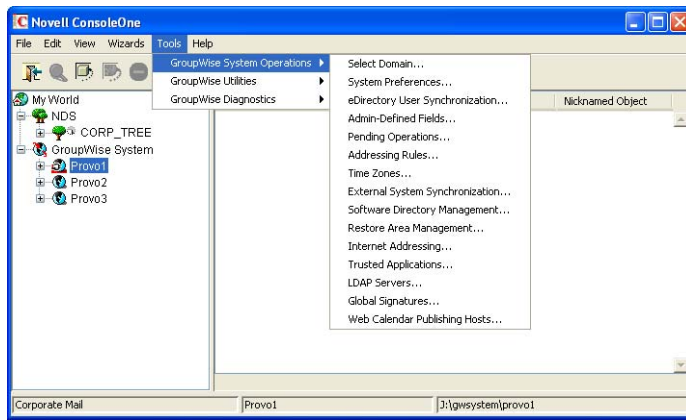 Novell ConsoleOne
File Edit View Wizards Tools Help
GroupWise System Operations
GroupWise Utilities
GroupWise Diagnostics
Select Domain...
System Preferences...
eDirectory User Synchronization...
Admin-Defined Fields...
Pending Operations...
Addressing Rules...
Time Zones...
External System Synchronization...
Software Directory Management...
Restore Area Management...
Internet Addressing...
Trusted Applications...
LDAP Servers...
Global Signatures...
Web Calendar Publishing Hosts...
Nicknamed Object
My World
NDS
CORP_TREE
GroupWise System
Provo1
Provo2
Provo3
Corporate Mail
Provo1
J:\gwsystem\provo1